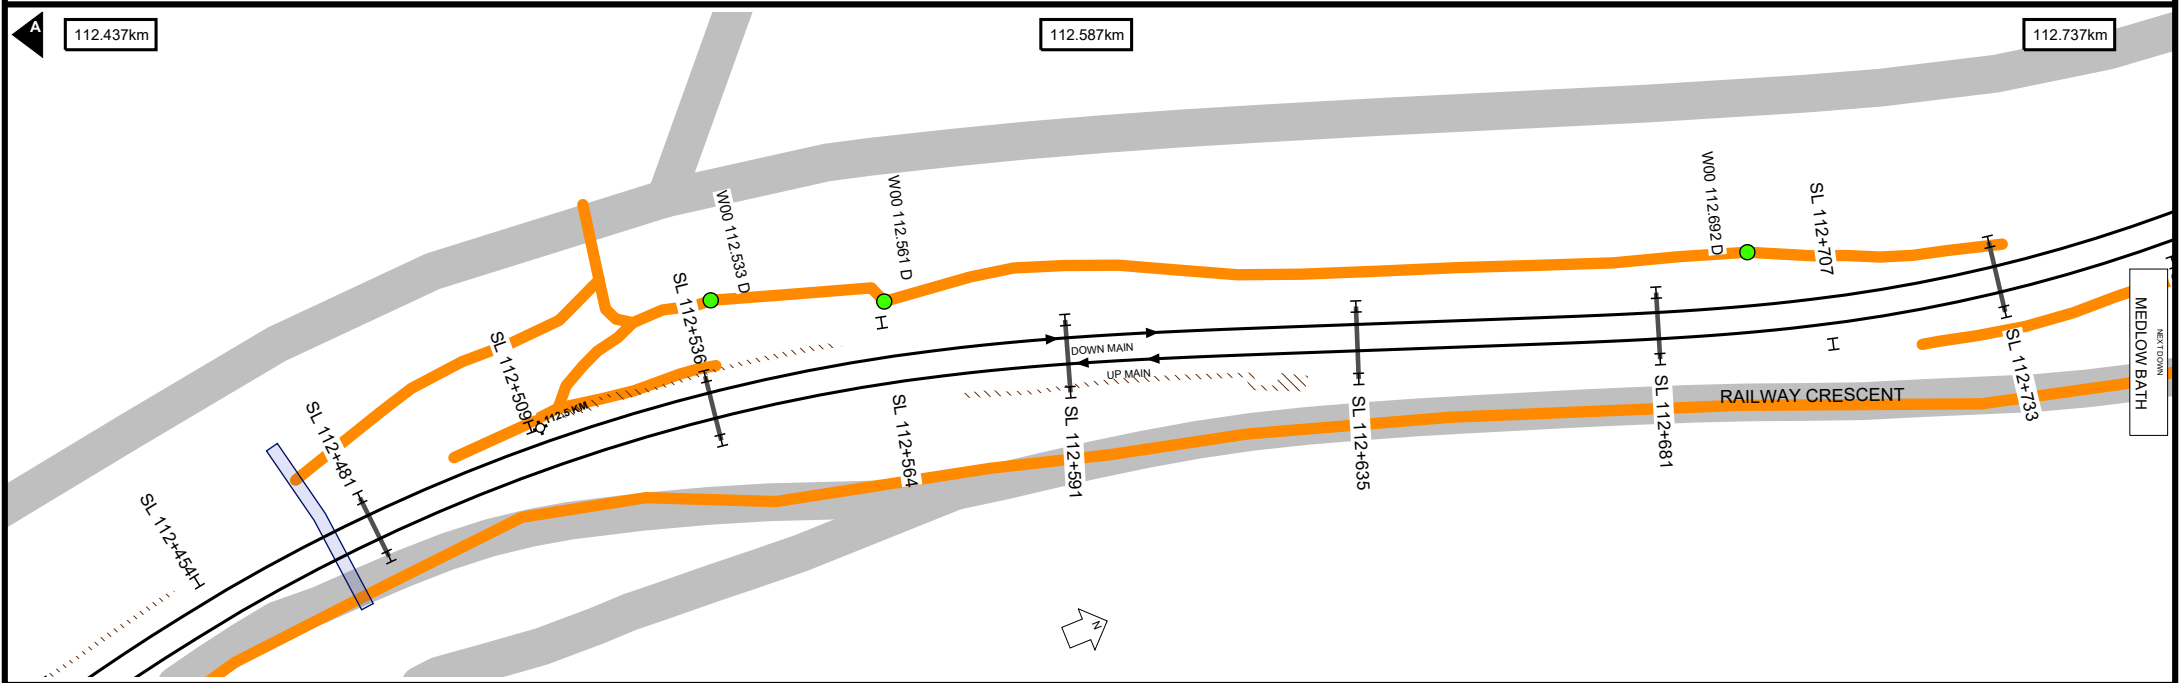 A
112.437km
112.587km
112.737km
W00 112.533 D
W00 112.561 D
W00 112.692 D
SL 112+707
SL 112+536
SL 112+509
112.5 KM
SL 112+481
SL 112+454
DOWN MAIN
UP MAIN
SL 112+564
SL 112+591
SL 112+635
SL 112+681
RAILWAY CRESCENT
SL 112+733
NEXT DOWN
MEDLOW BATH
N